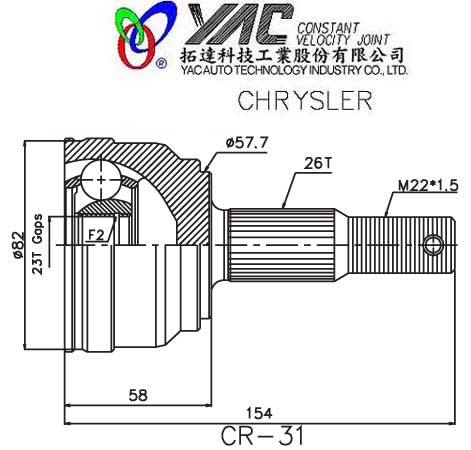 YAC CONSTANT
VELOCITY JOINT
拓達科技工業股份有限公司
YAC AUTO TECHNOLOGY INDUSTRY CO., LTD.
CHRYSLER
ø57.7
26T
M22*1.5
ø82
23T Gaps
F2
58
154
CR-31